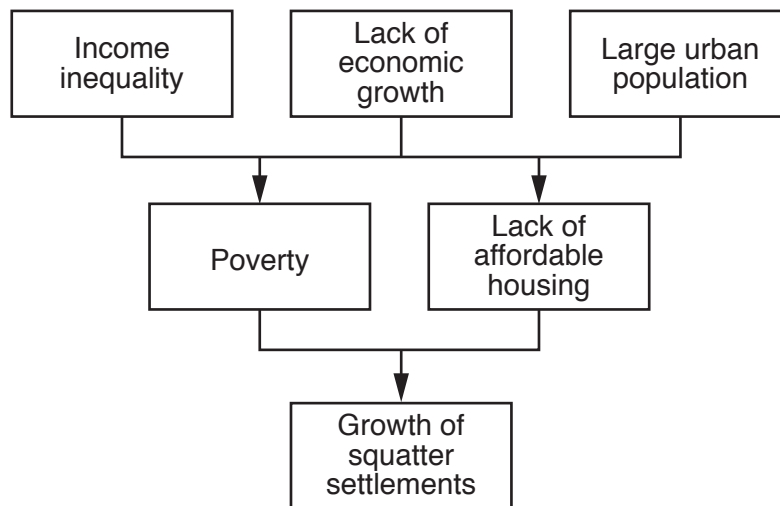 Income
inequality
Lack of
economic
growth
Large urban
population
Poverty
Lack of
affordable
housing
Growth of
squatter
settlements